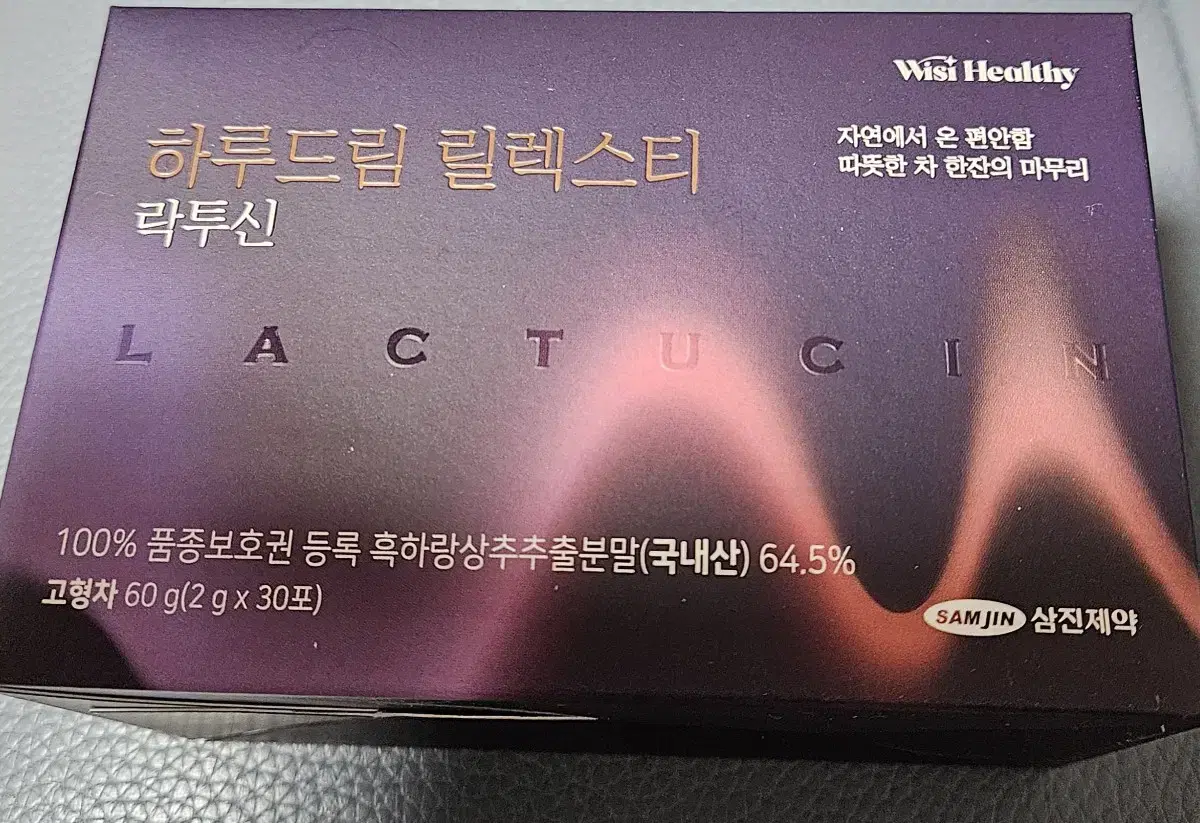 Wisi Healthy
하루드림 릴렉스티
락투신
자연에서 온 편안함
따뜻한 차 한잔의 마무리
LACTUCIN
100% 품종보호권 등록 흑하랑상추추출분말(국내산) 64.5%
고형차 60 g(2 g x 30포)
SAMJIN 삼진제약